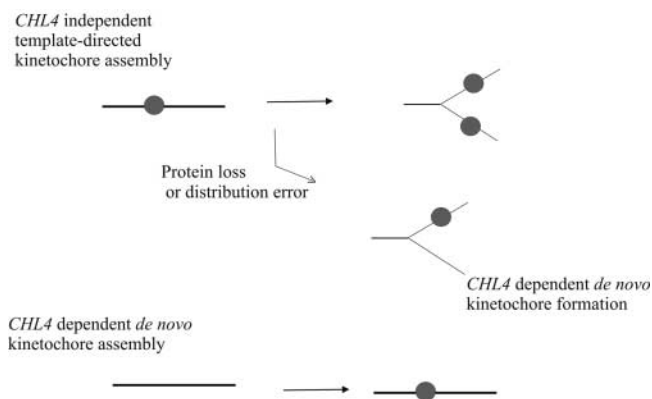 CHL4 independent
template-directed
kinetochore assembly
Protein loss
or distribution error
CHL4 dependent de novo
kinetochore formation
CHL4 dependent de novo
kinetochore assembly